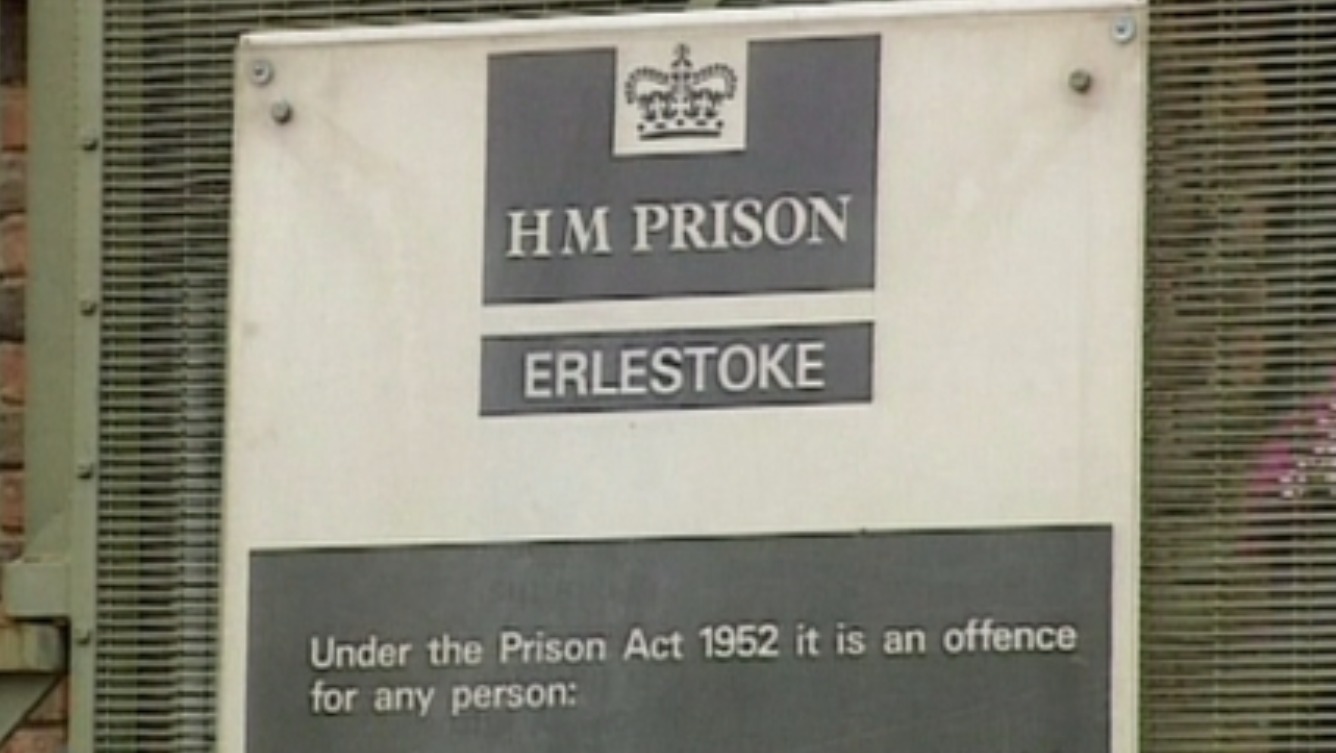 HM PRISON
ERLESTOKE
Under the Prison Act 1952 it is an offence
for any person: